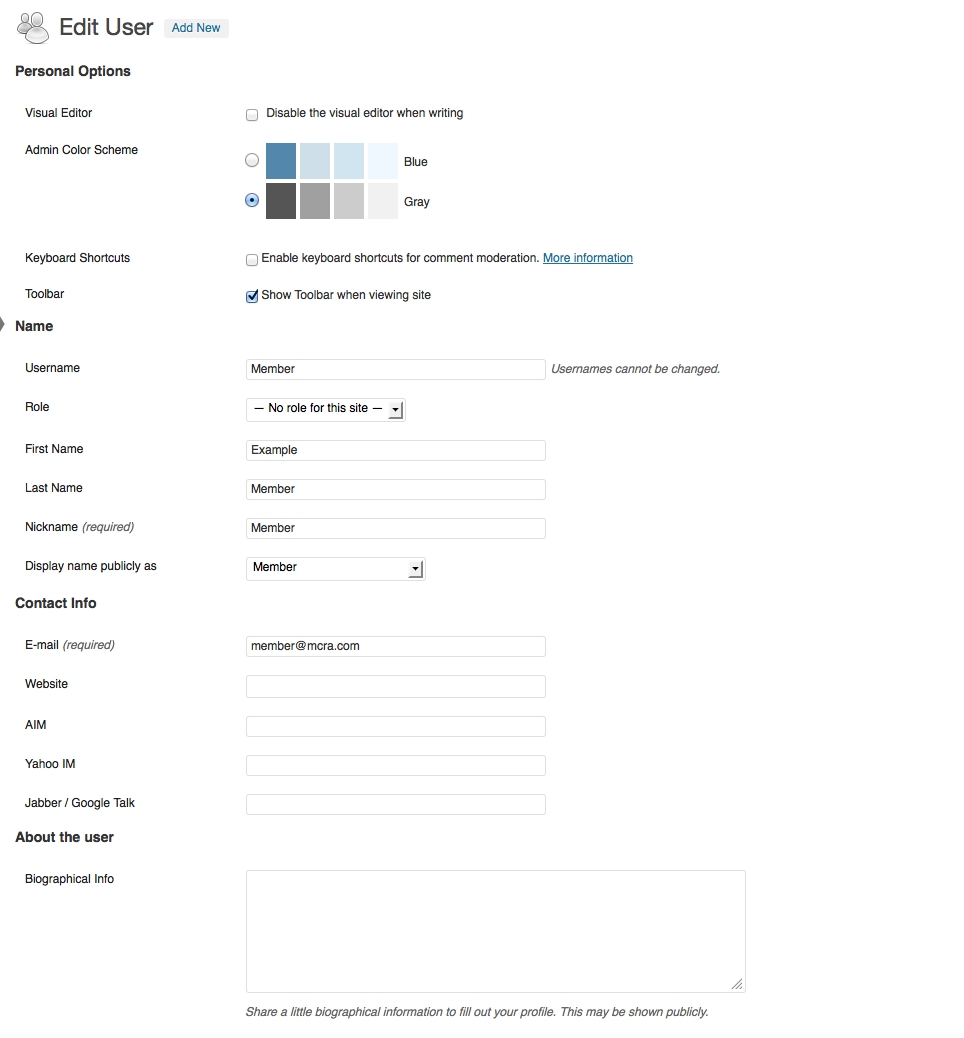 Edit User Add New
Personal Options
Visual Editor Disable the visual editor when writing
Admin Color Scheme
Blue
Gray
Keyboard Shortcuts Enable keyboard shortcuts for comment moderation. More information
Toolbar Show Toolbar when viewing site
Name
Username Member Usernames cannot be changed.
Role — No role for this site —
First Name Example
Last Name Member
Nickname (required) Member
Display name publicly as Member
Contact Info
E-mail (required) member@mcra.com
Website
AIM
Yahoo IM
Jabber / Google Talk
About the user
Biographical Info
Share a little biographical information to fill out your profile. This may be shown publicly.